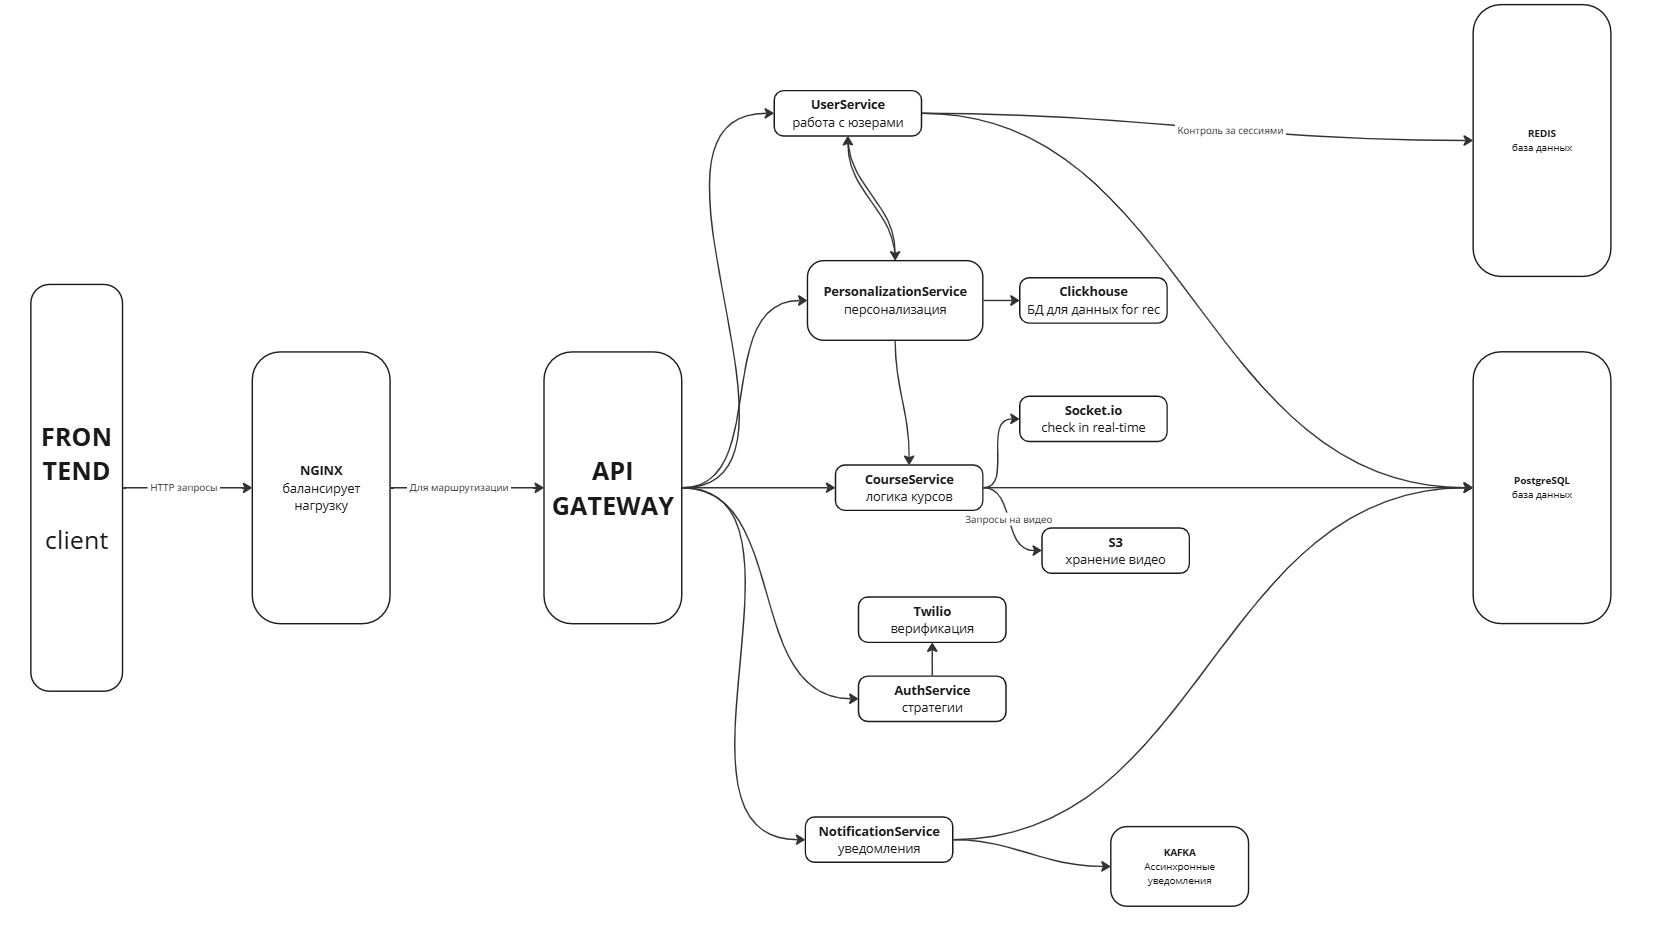 FRON
TEND
client
HTTP запросы
NGINX
балансирует
нагрузку
Для маршрутизации
API
GATEWAY
UserService
работа с юзерами
Контроль за сессиями
REDIS
база данных
PersonalizationService
персонализация
Clickhouse
БД для данных for rec
Socket.io
check in real-time
CourseService
логика курсов
Запросы на видео
S3
хранение видео
PostgreSQL
база данных
Twilio
верификация
AuthService
стратегии
NotificationService
уведомления
KAFKA
Ассинхронные
уведомления